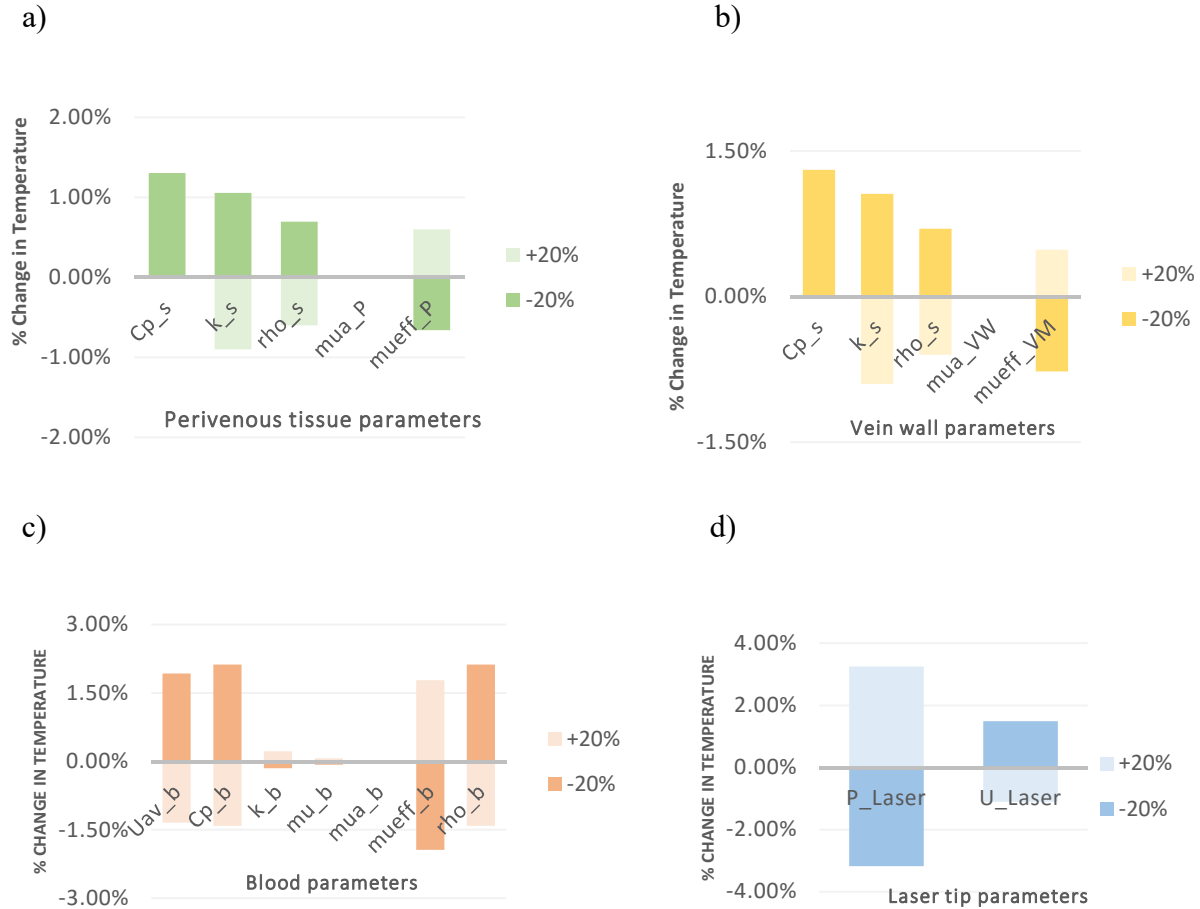 a)
% Change in Temperature
2.00%
1.00%
0.00%
-1.00%
-2.00%
Cp_s
k_s
rho_s
mua_P
mueff_P
+20%
-20%
Perivenous tissue parameters
b)
% Change in Temperature
1.50%
0.00%
-1.50%
Cp_s
k_s
rho_s
mua_VW
mueff_VM
+20%
-20%
Vein wall parameters
c)
% CHANGE IN TEMPERATURE
3.00%
1.50%
0.00%
-1.50%
-3.00%
Uav_b
Cp_b
k_b
mu_b
mua_b
mueff_b
rho_b
+20%
-20%
Blood parameters
d)
% CHANGE IN TEMPERATURE
4.00%
2.00%
0.00%
-2.00%
-4.00%
P_Laser
U_Laser
+20%
-20%
Laser tip parameters